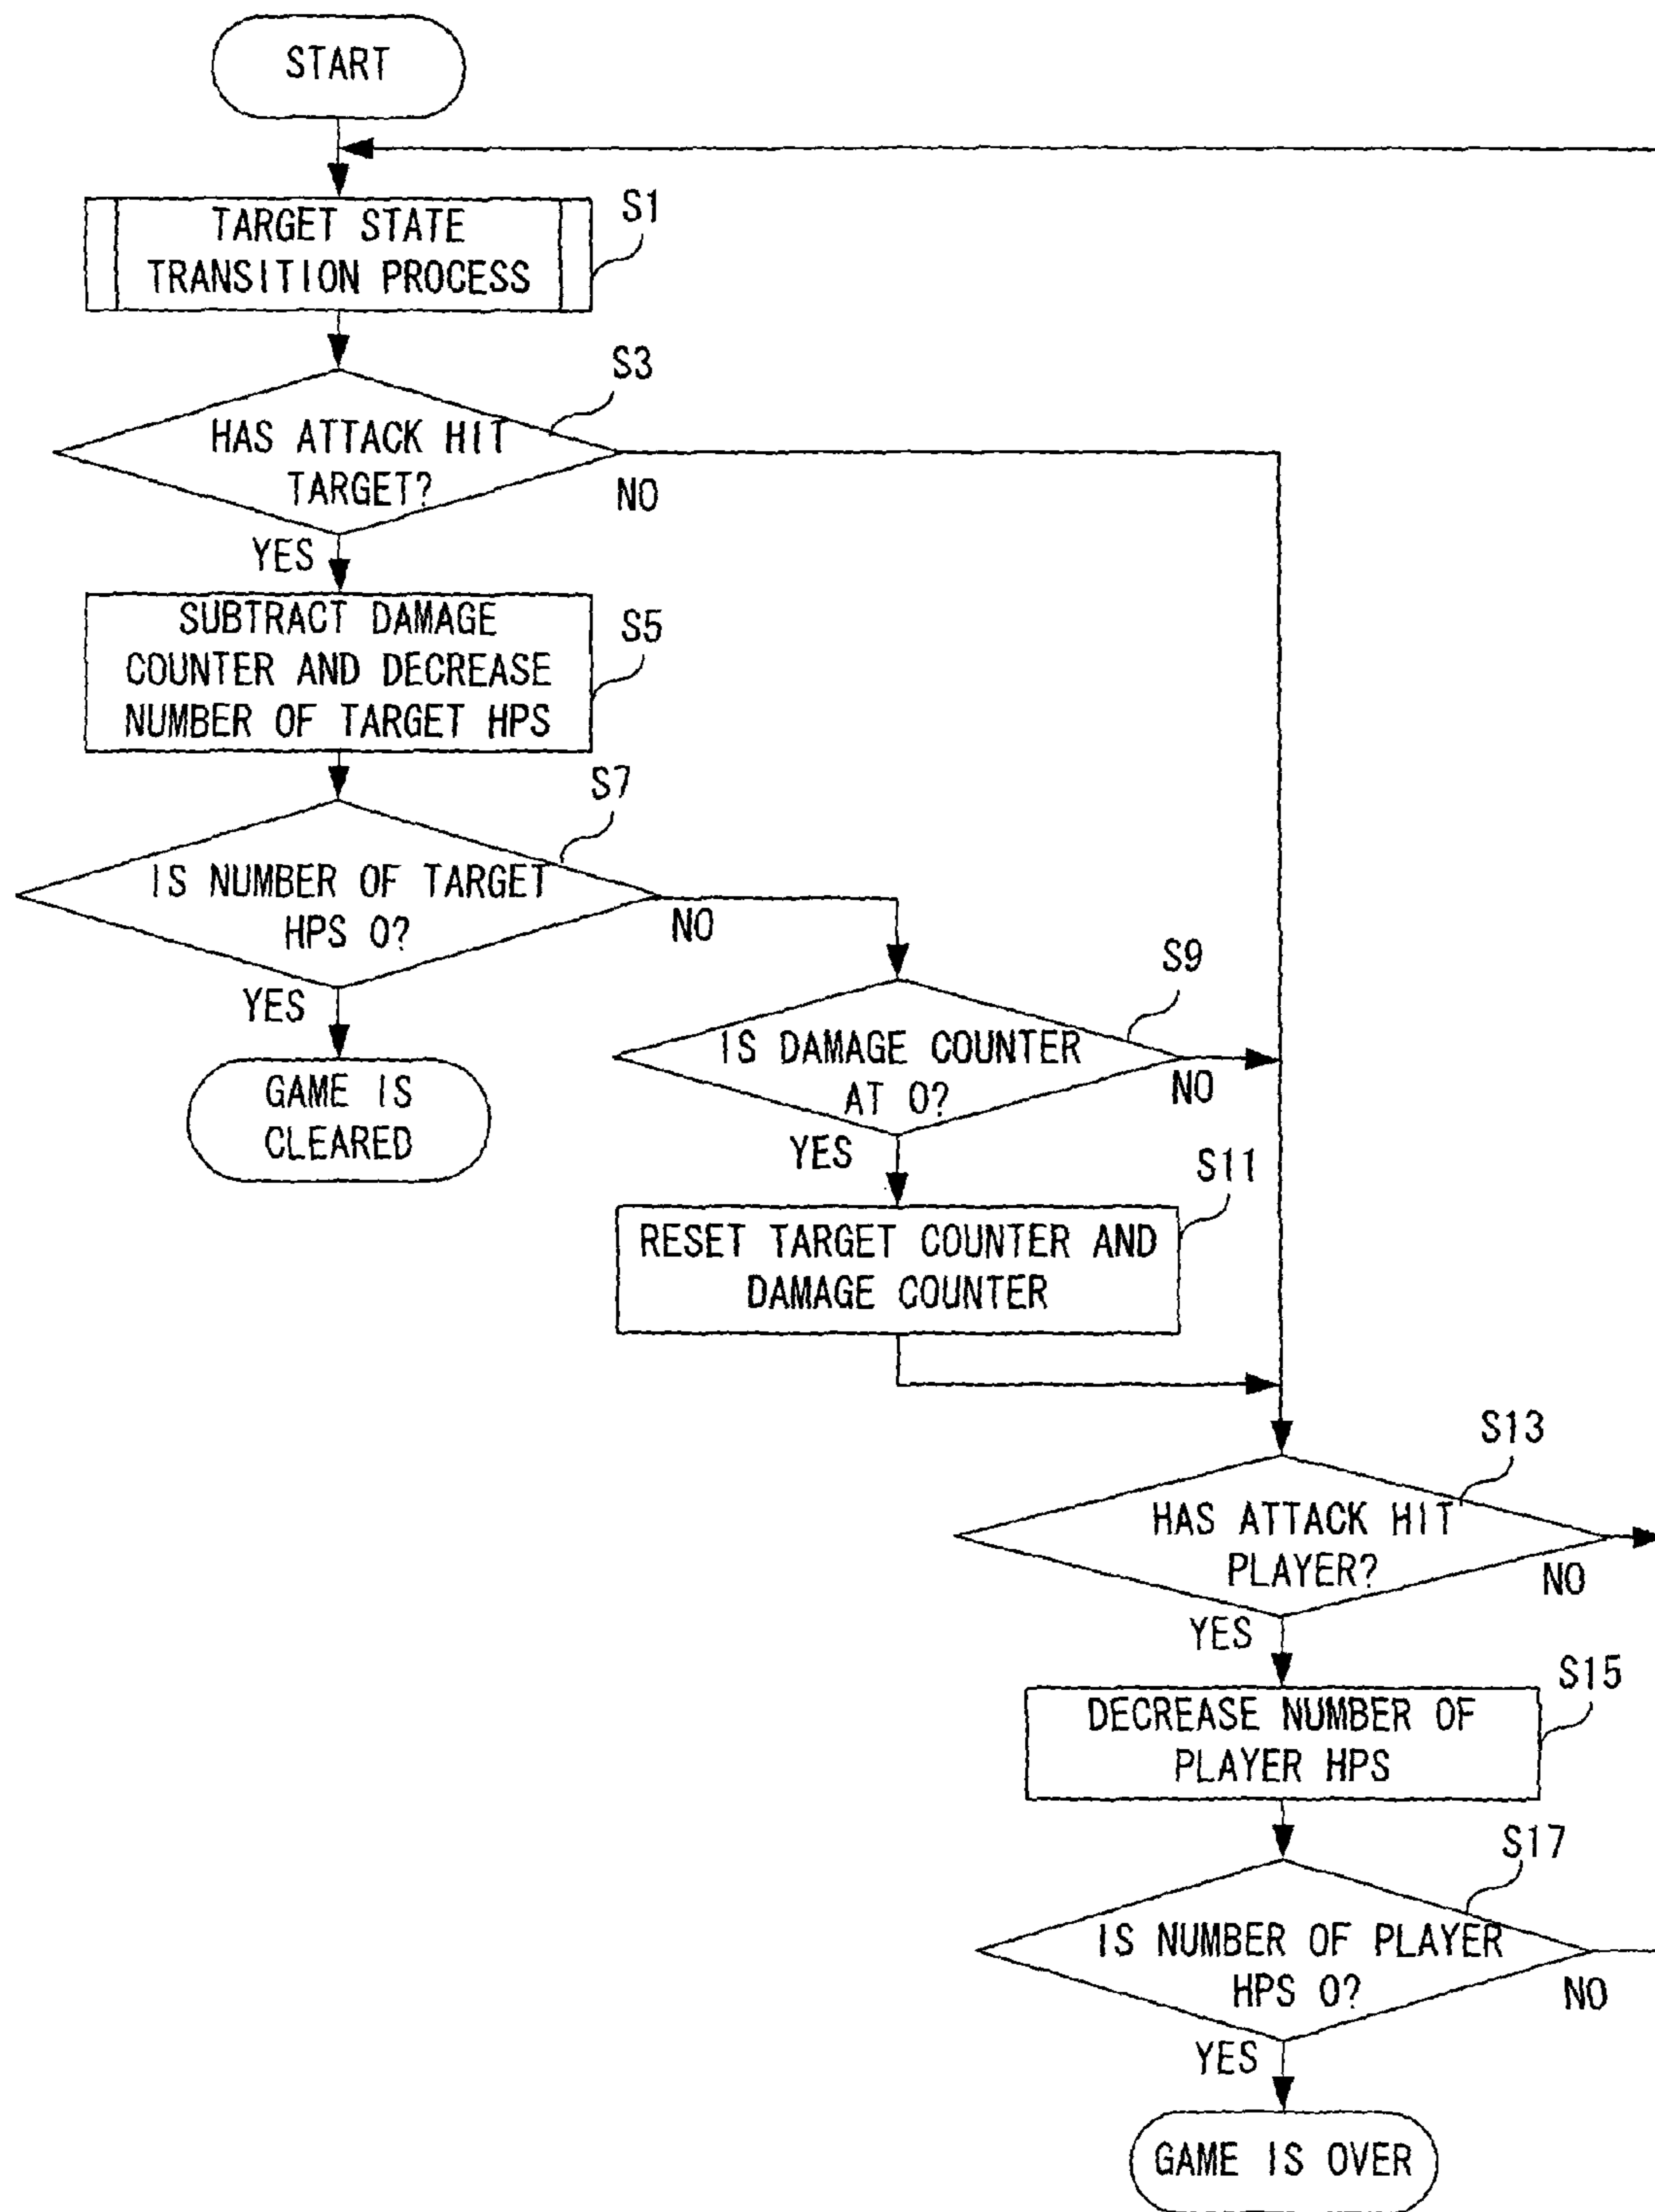 START
TARGET STATE
TRANSITION PROCESS
S1
HAS ATTACK HIT
TARGET?
S3
NO
YES
SUBTRACT DAMAGE
COUNTER AND DECREASE
NUMBER OF TARGET HPS
S5
IS NUMBER OF TARGET
HPS 0?
S7
NO
YES
GAME IS
CLEARED
IS DAMAGE COUNTER
AT 0?
S9
NO
YES
RESET TARGET COUNTER AND
DAMAGE COUNTER
S11
HAS ATTACK HIT
PLAYER?
S13
NO
YES
DECREASE NUMBER OF
PLAYER HPS
S15
IS NUMBER OF PLAYER
HPS 0?
S17
NO
YES
GAME IS OVER